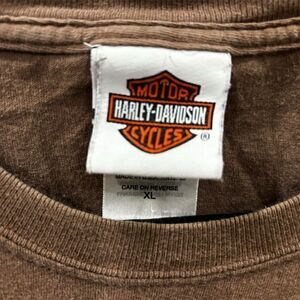 MOTOR
HARLEY-DAVIDSON
CYCLES
®
CARE ON REVERSE
XL